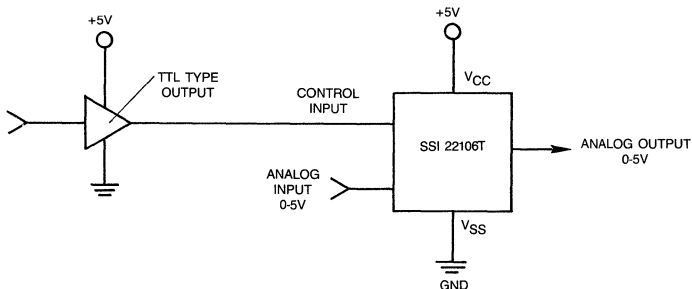 +5V
TTL TYPE
OUTPUT
CONTROL
INPUT
+5V
VCC
SSI 22106T
ANALOG OUTPUT
0-5V
ANALOG
INPUT
0-5V
VSS
GND